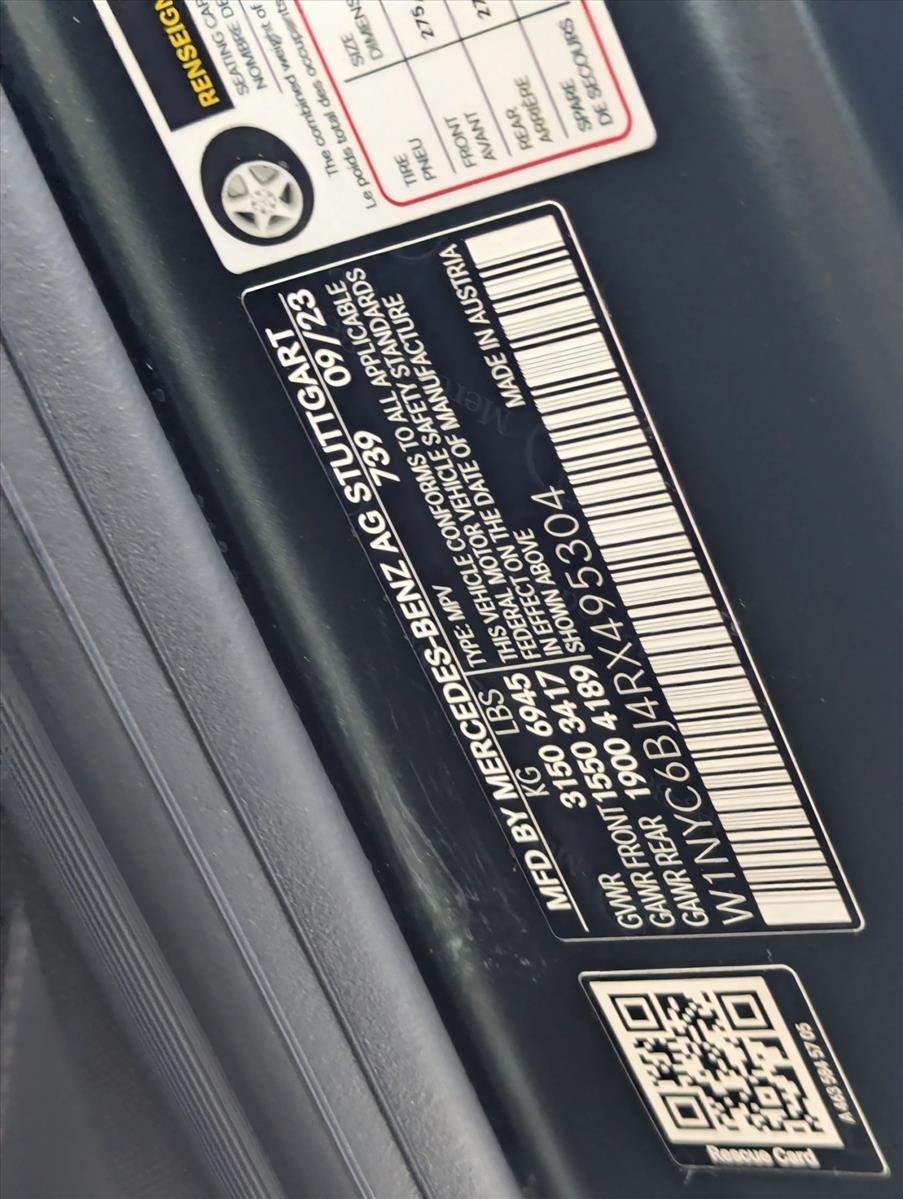 RENSEIGN
SEATING CAP
NOMBRE DE
The combined weight of
Le poids total des occupants
TIRE SIZE
PNEU DIMENS
FRONT 275
AVANT
REAR 27
ARRIÈRE
SPARE
DE SECOURS
MFD BY MERCEDES-BENZ AG STUTTGART
739 09/23
KG LBS
GVWR 3150 6945
GAWR FRONT 1550 3417
GAWR REAR 1900 4189
TYPE: MPV
THIS VEHICLE CONFORMS TO ALL APPLICABLE
FEDERAL MOTOR VEHICLE SAFETY STANDARDS
IN EFFECT ON THE DATE OF MANUFACTURE
SHOWN ABOVE
MADE IN AUSTRIA
W1NYC6BJ4RX495304
Rescue Card